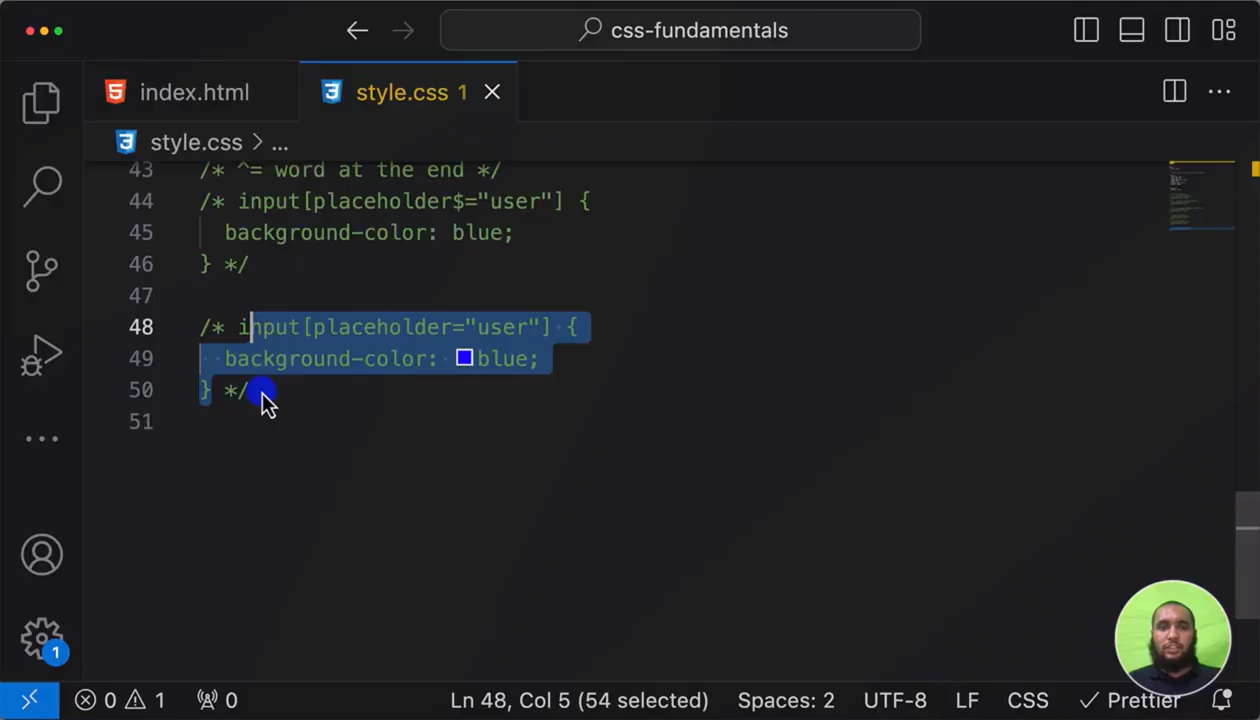 css-fundamentals
index.html
style.css 1
style.css > ...
43 /* ^= word at the end */
44 /* input[placeholder$="user"] {
45 background-color: blue;
46 } */
47
48 /* input[placeholder="user"] {
49 background-color: blue;
50 } */
51
1
0 1 0 Ln 48, Col 5 (54 selected) Spaces: 2 UTF-8 LF CSS Prettier